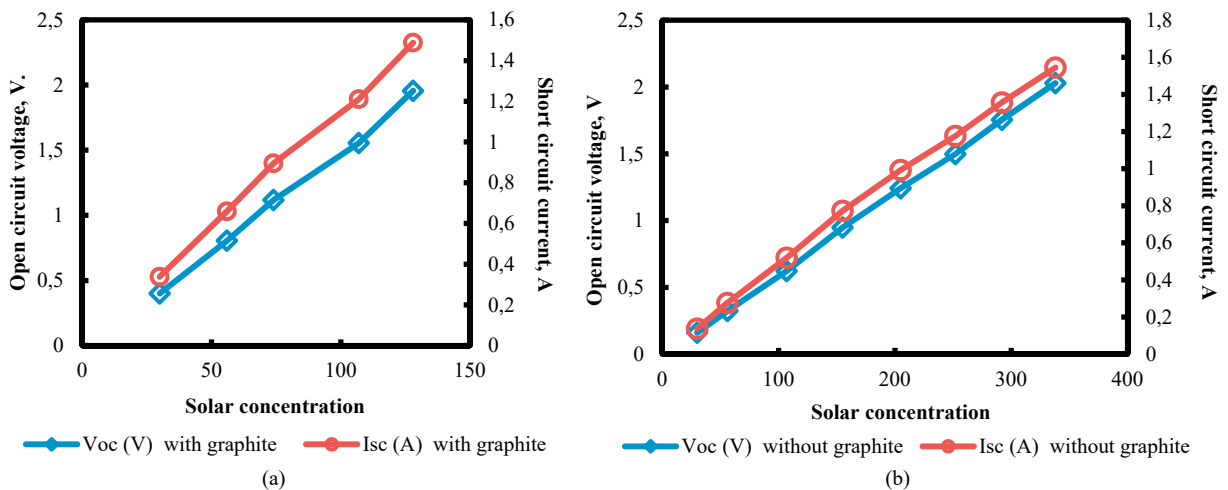 Open circuit voltage, V.
2,5
2
1,5
1
0,5
0
1,6
1,4
1,2
1
0,8
0,6
0,4
0,2
0
Short circuit current, A
0 50 100 150
Solar concentration
Voc (V) with graphite Isc (A) with graphite
(a)
Open circuit voltage, V
2,5
2
1,5
1
0,5
0
1,8
1,6
1,4
1,2
1
0,8
0,6
0,4
0,2
0
Short circuit current, A
0 100 200 300 400
Solar concentration
Voc (V) without graphite Isc (A) without graphite
(b)